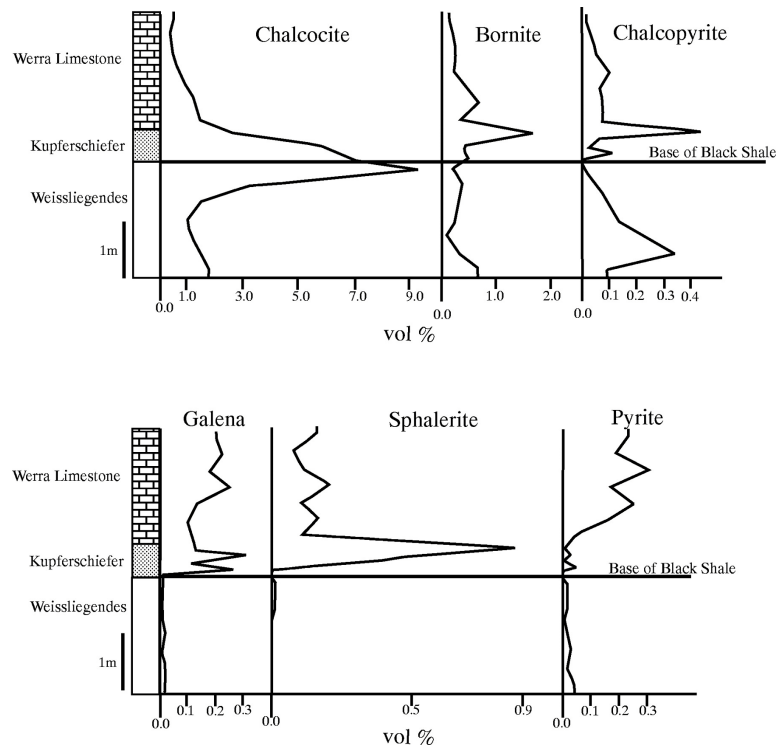 Chalcocite Bornite Chalcopyrite
Werra Limestone
Kupferschiefer
Base of Black Shale
Weissliegendes
1m
0.0 1.0 3.0 5.0 7.0 9.0 0.0 1.0 2.0 0.0 0.1 0.2 0.3 0.4
vol %
Galena Sphalerite Pyrite
Werra Limestone
Kupferschiefer
Base of Black Shale
Weissliegendes
1m
0.0 0.1 0.2 0.3 0.0 0.5 0.9 0.0 0.1 0.2 0.3
vol %